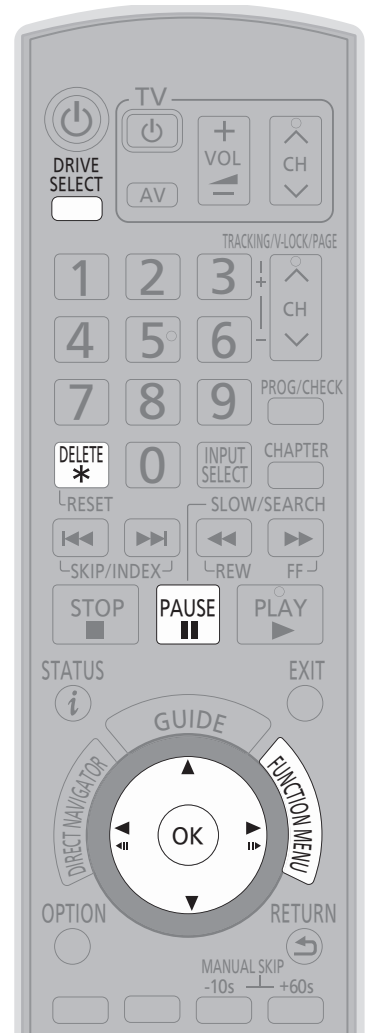 TV
DRIVE
SELECT
AV
+
VOL
−
CH
TRACKING/V-LOCK/PAGE
1 2 3
+
CH
−
4 5 6
7 8 9
PROG/CHECK
DELETE
*
0
INPUT
SELECT
CHAPTER
RESET
SLOW/SEARCH
SKIP/INDEX
REW
FF
STOP
PAUSE
PLAY
STATUS
i
EXIT
GUIDE
DIRECT NAVIGATOR
FUNCTION MENU
OK
OPTION
RETURN
MANUAL SKIP
-10s +60s